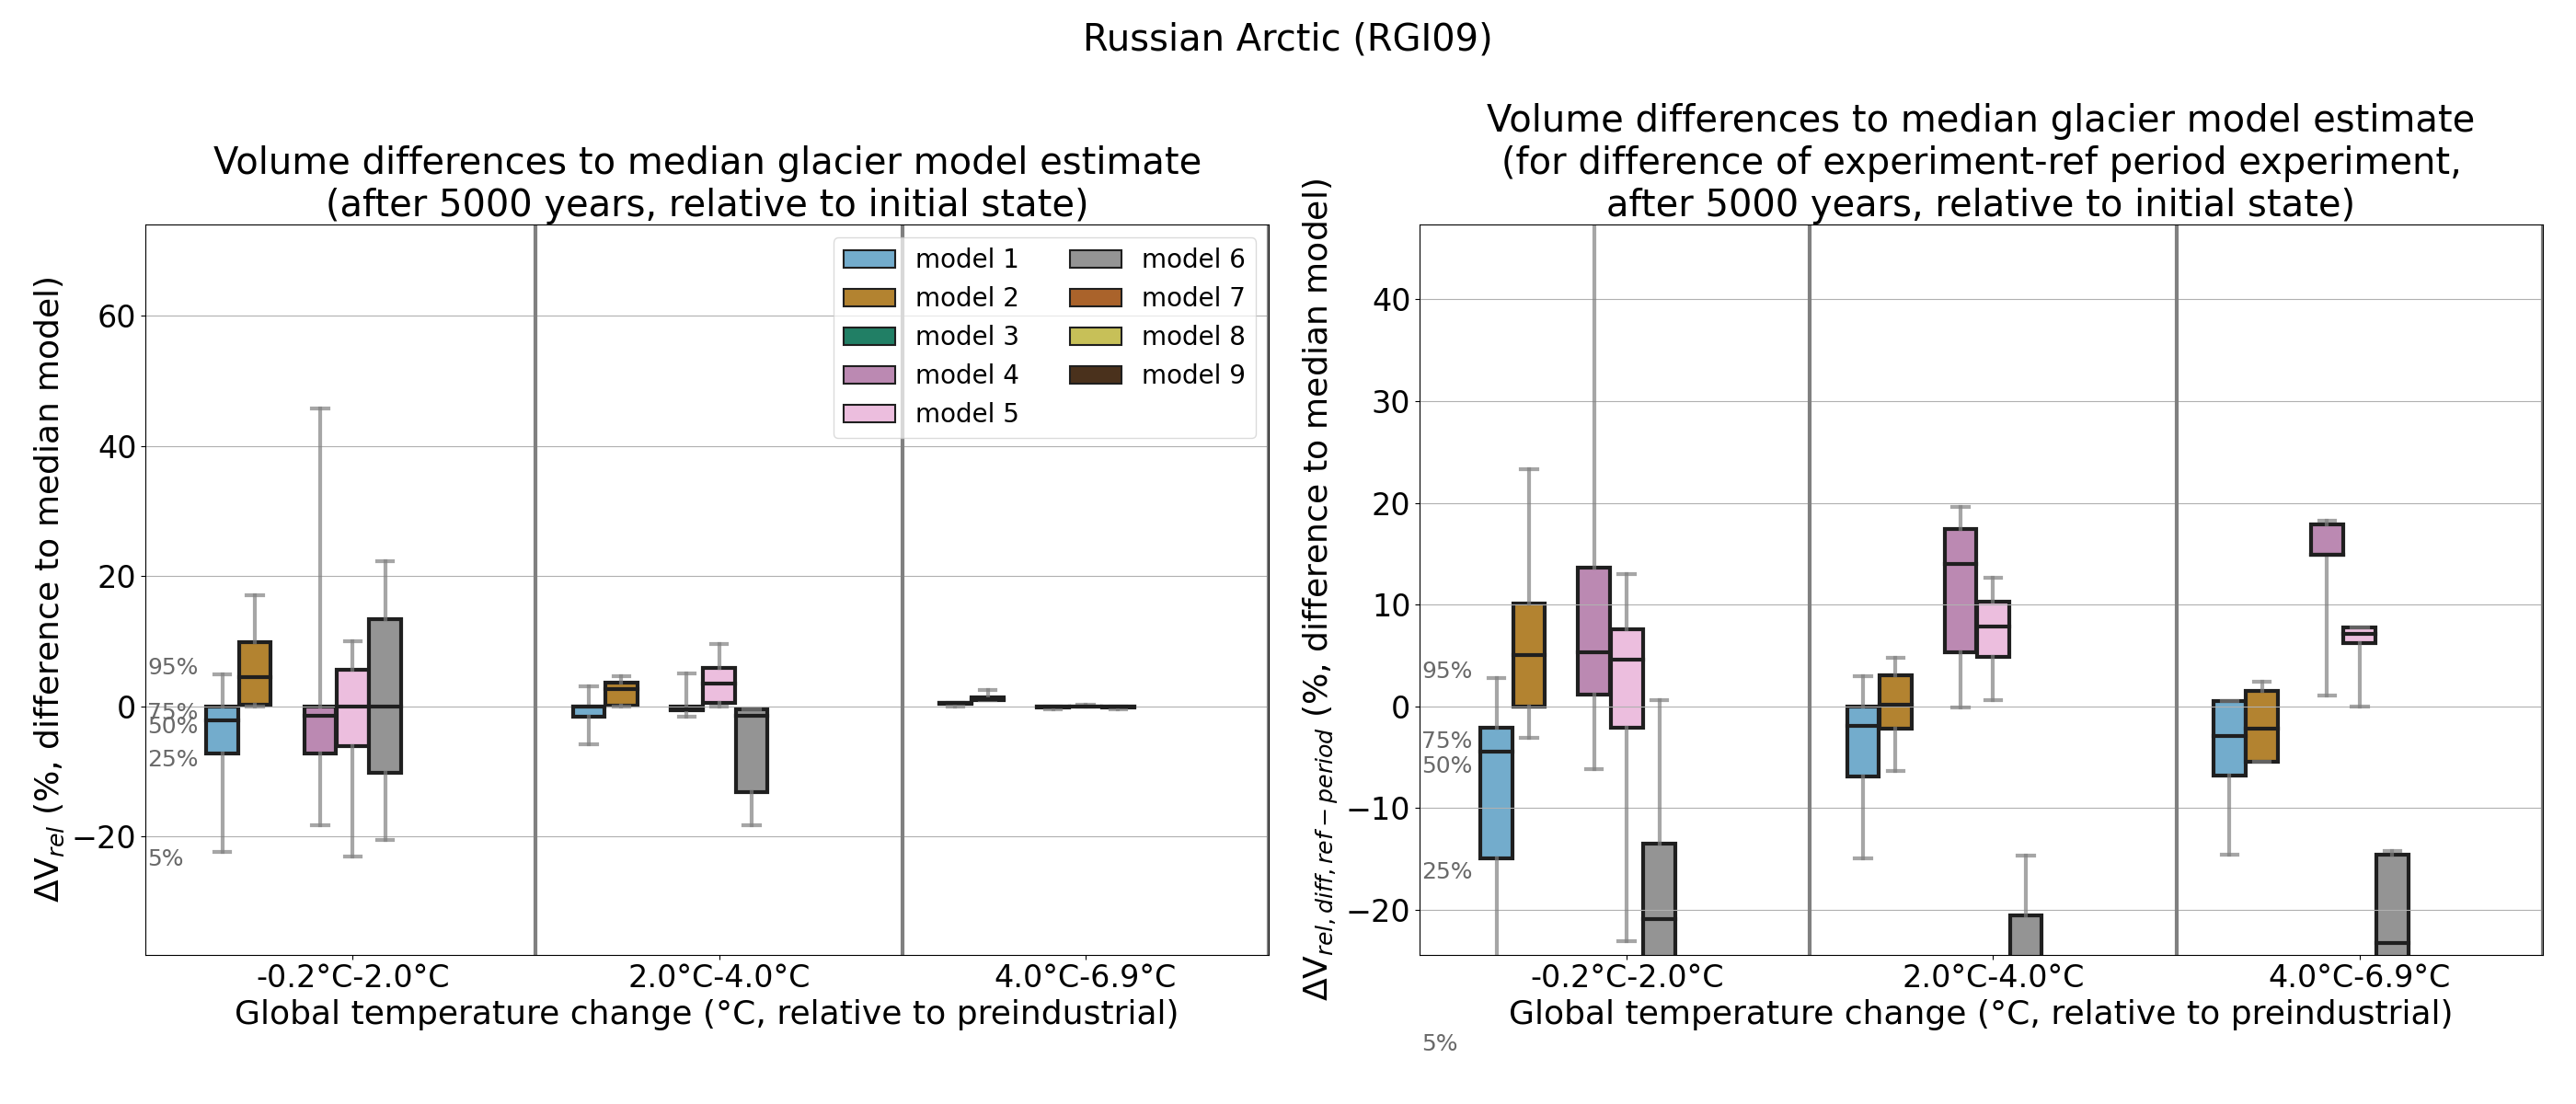 Russian Arctic (RGI09)
Volume differences to median glacier model estimate
(after 5000 years, relative to initial state)
ΔV_rel (%, difference to median model)
60
40
20
0
−20
95%
75%
50%
25%
5%
model 1
model 2
model 3
model 4
model 5
model 6
model 7
model 8
model 9
-0.2°C-2.0°C
2.0°C-4.0°C
4.0°C-6.9°C
Global temperature change (°C, relative to preindustrial)
Volume differences to median glacier model estimate
(for difference of experiment-ref period experiment,
after 5000 years, relative to initial state)
ΔV_rel, diff, ref − period (%, difference to median model)
40
30
20
10
0
−10
−20
95%
75%
50%
25%
5%
-0.2°C-2.0°C
2.0°C-4.0°C
4.0°C-6.9°C
Global temperature change (°C, relative to preindustrial)